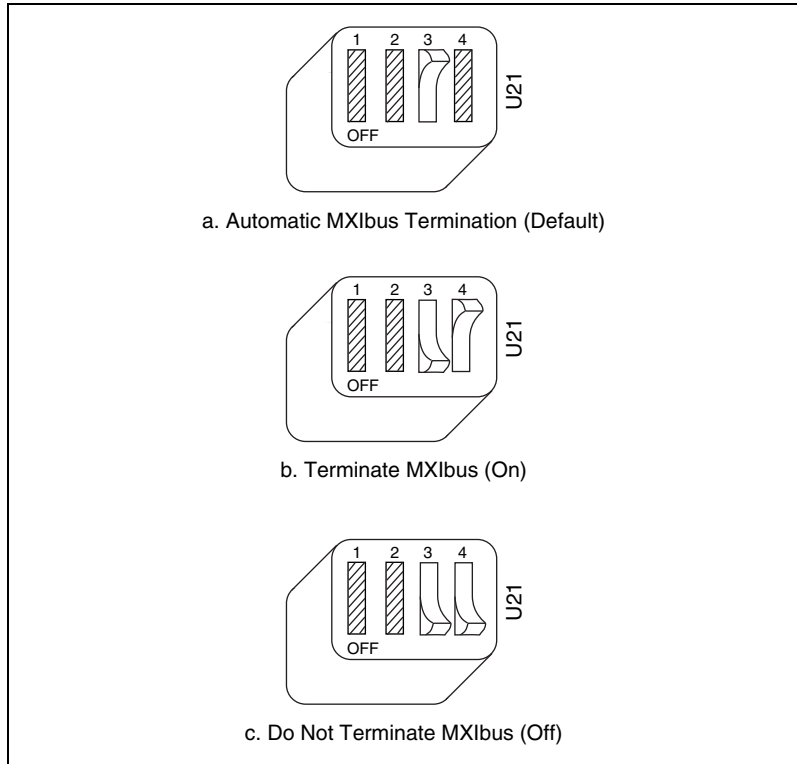 1 2 3 4
U21
OFF
a. Automatic MXIbus Termination (Default)
1 2 3 4
U21
OFF
b. Terminate MXIbus (On)
1 2 3 4
U21
OFF
c. Do Not Terminate MXIbus (Off)